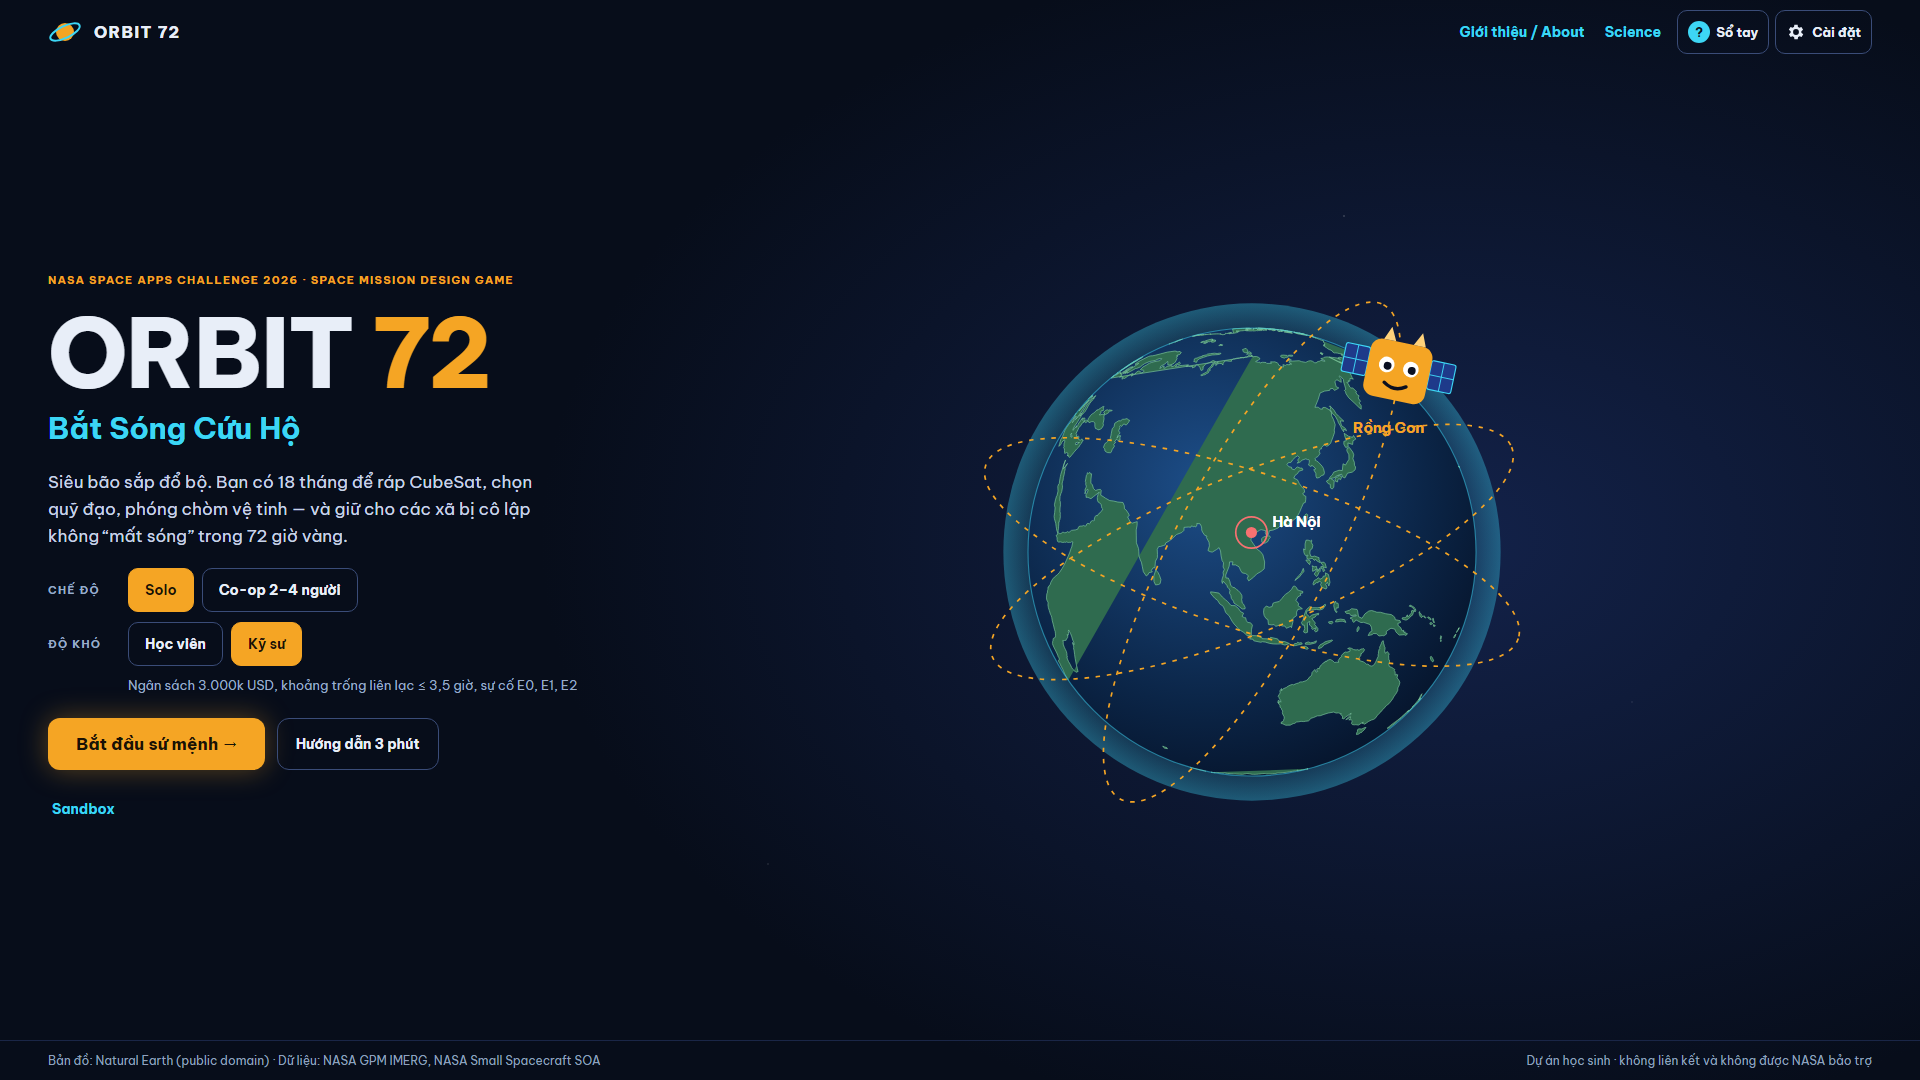 ORBIT 72
Giới thiệu / About
Science
? Sổ tay
Cài đặt
NASA SPACE APPS CHALLENGE 2026 · SPACE MISSION DESIGN GAME
ORBIT 72
Bắt Sóng Cứu Hộ
Siêu bão sắp đổ bộ. Bạn có 18 tháng để ráp CubeSat, chọn
quỹ đạo, phóng chòm vệ tinh — và giữ cho các xã bị cô lập
không “mất sóng” trong 72 giờ vàng.
CHẾ ĐỘ
Solo
Co-op 2–4 người
ĐỘ KHÓ
Học viên
Kỹ sư
Ngân sách 3.000k USD, khoảng trống liên lạc ≤ 3,5 giờ, sự cố E0, E1, E2
Bắt đầu sứ mệnh →
Hướng dẫn 3 phút
Sandbox
Rồng Gơn
Hà Nội
Bản đồ: Natural Earth (public domain) · Dữ liệu: NASA GPM IMERG, NASA Small Spacecraft SOA
Dự án học sinh · không liên kết và không được NASA bảo trợ